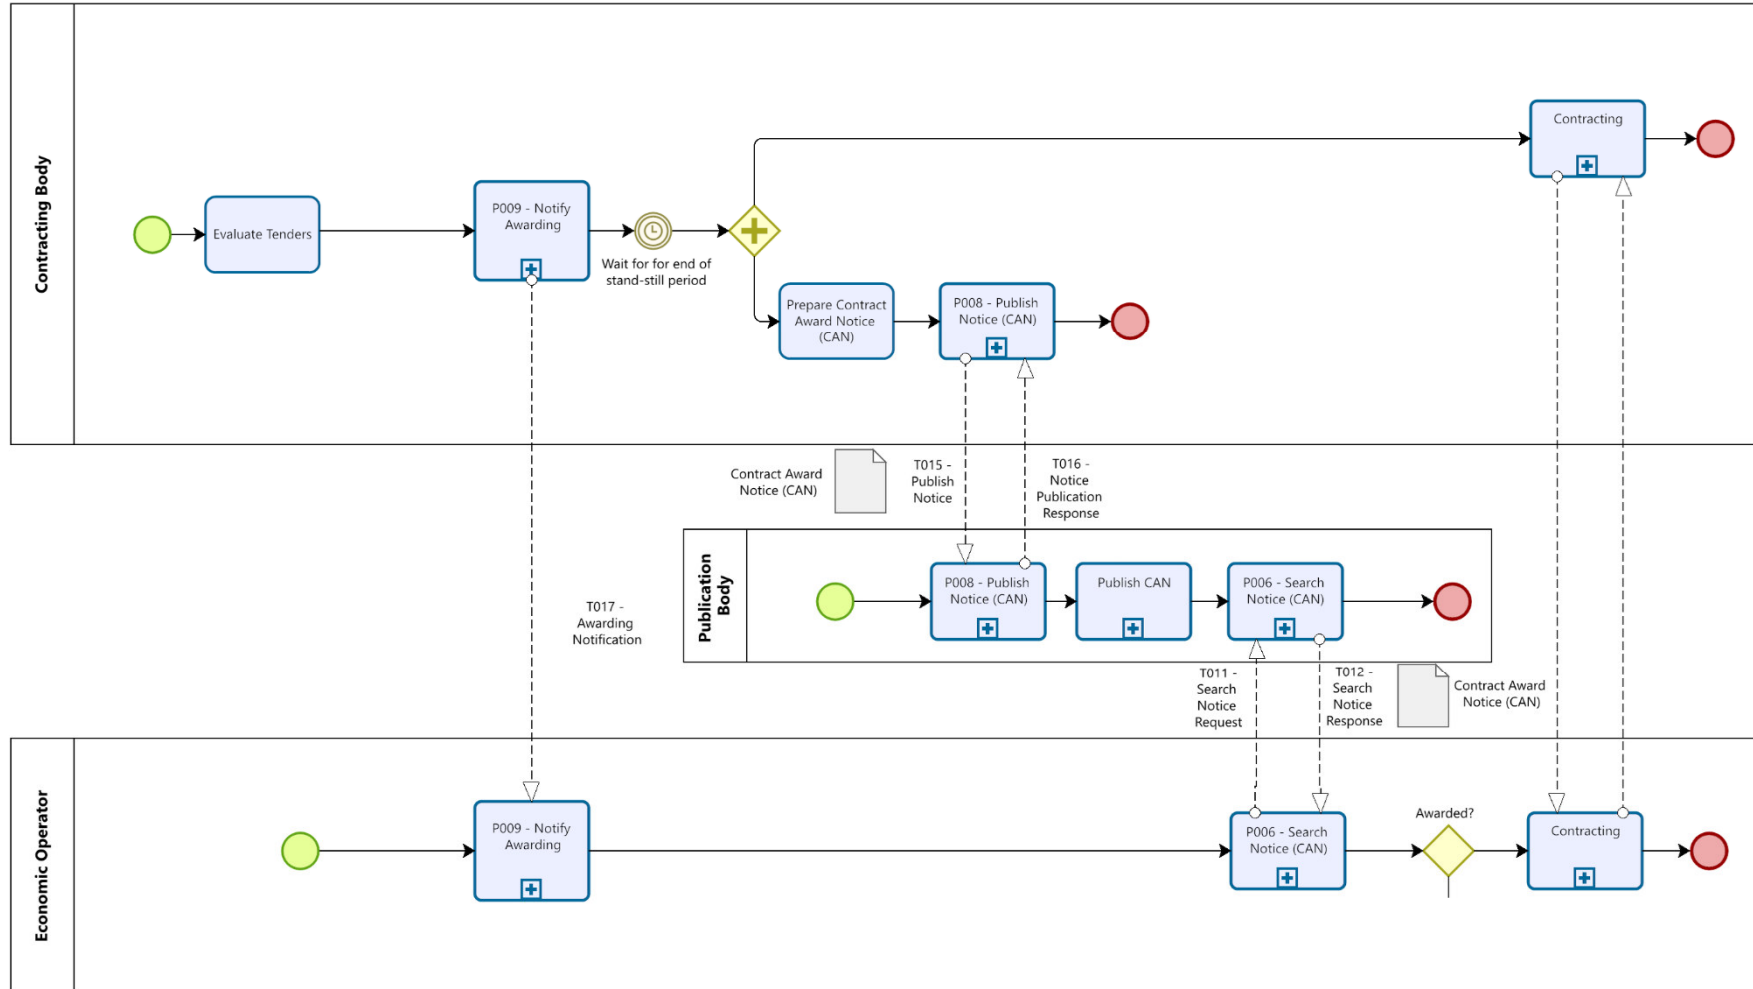 Contracting Body
Evaluate Tenders
P009 - Notify
Awarding
Wait for for end of
stand-still period
Contracting
Prepare Contract
Award Notice
(CAN)
P008 - Publish
Notice (CAN)
Contract Award
Notice (CAN)
T015 -
Publish
Notice
T016 -
Notice
Publication
Response
T017 -
Awarding
Notification
Publication
Body
P008 - Publish
Notice (CAN)
Publish CAN
P006 - Search
Notice (CAN)
T011 -
Search
Notice
Request
T012 -
Search
Notice
Response
Contract Award
Notice (CAN)
Economic Operator
P009 - Notify
Awarding
P006 - Search
Notice (CAN)
Awarded?
Contracting